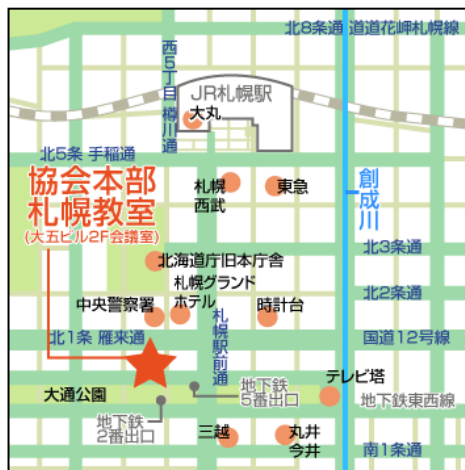 北8条通 道道花岬札幌線
西5丁目 樽川通
JR札幌駅
大丸
北5条 手稲通
協会本部
札幌教室
(大五ビル2F会議室)
札幌
西武
東急
創成川
北3条通
北海道庁旧本庁舎
札幌グランド
ホテル
北2条通
中央警察署
時計台
札幌駅前通
北1条 雁来通
国道12号線
大通公園
地下鉄
5番出口
テレビ塔
地下鉄東西線
地下鉄
2番出口
三越
丸井
今井
南1条通